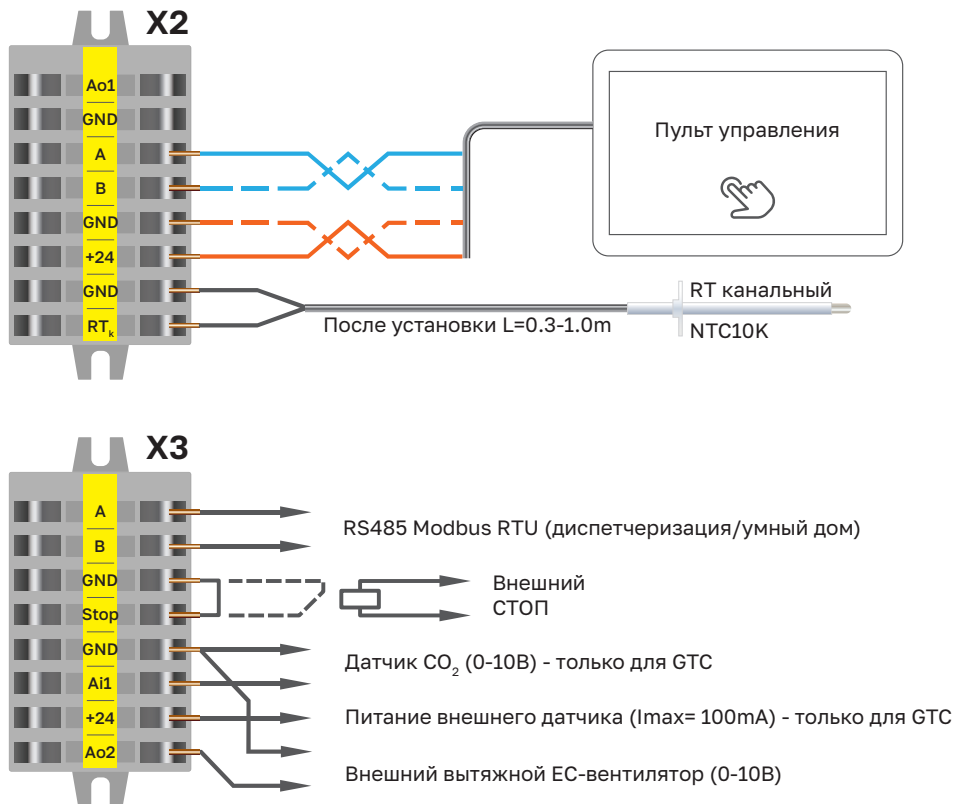 X2
Ao1
GND
A
B
GND
+24
GND
RTk
Пульт управления
RT канальный
После установки L=0.3-1.0m
NTC10K
X3
A
B
GND
Stop
GND
Ai1
+24
Ao2
RS485 Modbus RTU (диспетчеризация/умный дом)
Внешний
СТОП
Датчик CO2 (0-10В) - только для GTC
Питание внешнего датчика (Imax= 100mA) - только для GTC
Внешний вытяжной ЕС-вентилятор (0-10В)